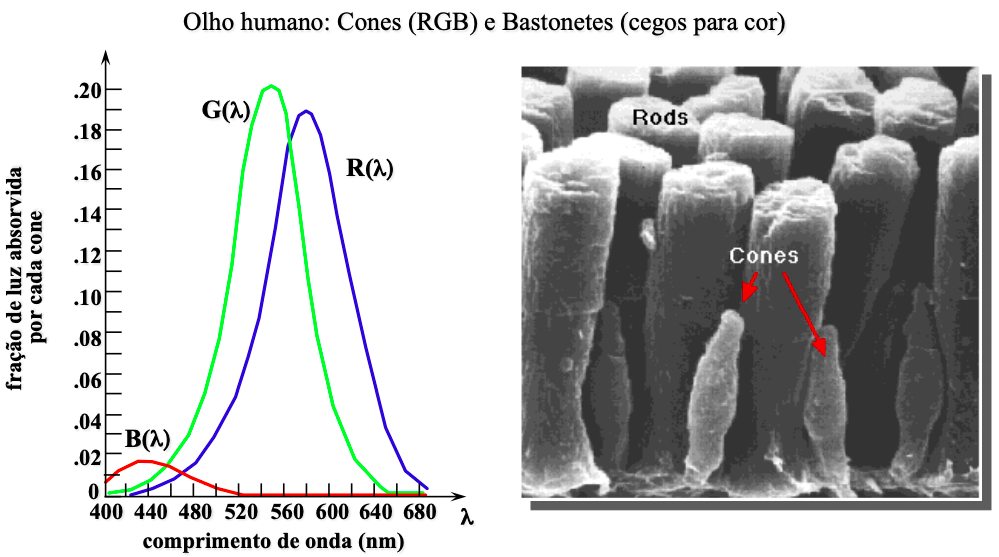 Olho humano: Cones (RGB) e Bastonetes (cegos para cor)
fração de luz absorvida
por cada cone
.20
.18
.16
.14
.12
.10
.08
.06
.04
.02
0
G(λ)
R(λ)
B(λ)
400 440 480 520 560 600 640 680 λ
comprimento de onda (nm)
Rods
Cones